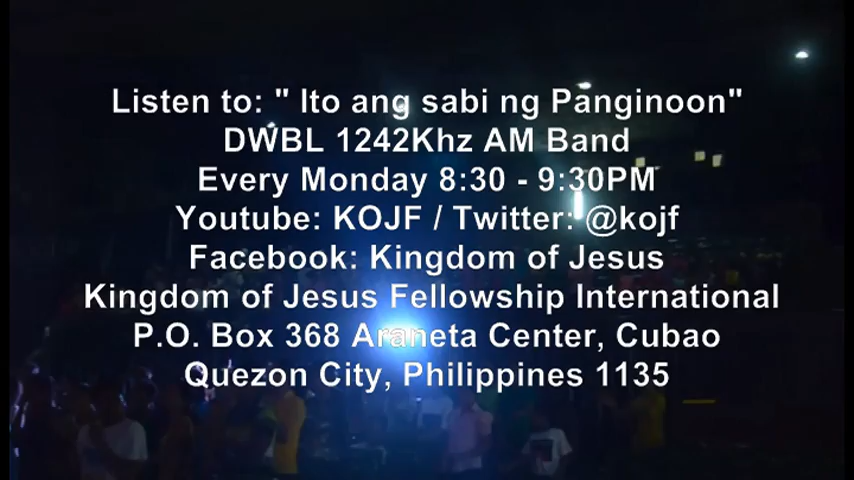 Listen to: " Ito ang sabi ng Panginoon"
DWBL 1242Khz AM Band
Every Monday 8:30 - 9:30PM
Youtube: KOJF / Twitter: @kojf
Facebook: Kingdom of Jesus
Kingdom of Jesus Fellowship International
P.O. Box 368 Araneta Center, Cubao
Quezon City, Philippines 1135